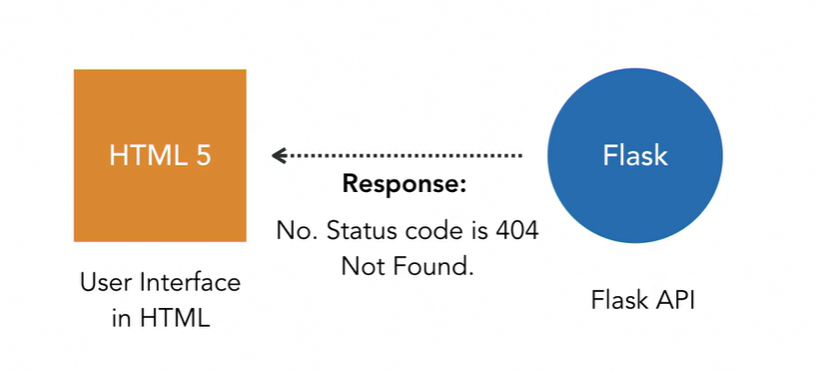 HTML 5
Flask
Response:
No. Status code is 404
Not Found.
User Interface
in HTML
Flask API